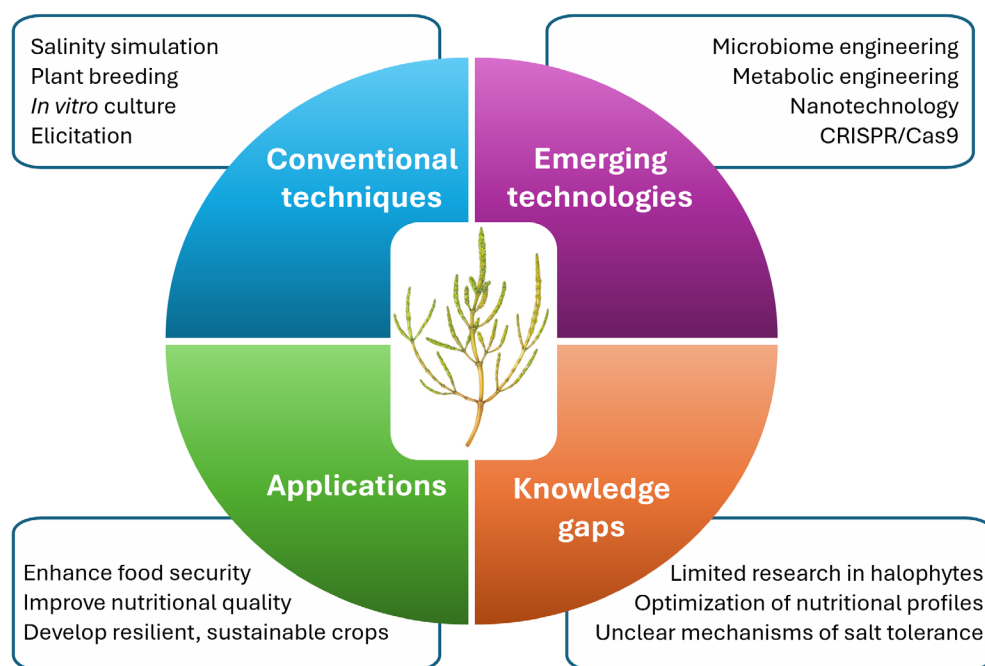 Salinity simulation
Plant breeding
In vitro culture
Elicitation
Microbiome engineering
Metabolic engineering
Nanotechnology
CRISPR/Cas9
Conventional
techniques
Emerging
technologies
Applications
Knowledge
gaps
Enhance food security
Improve nutritional quality
Develop resilient, sustainable crops
Limited research in halophytes
Optimization of nutritional profiles
Unclear mechanisms of salt tolerance